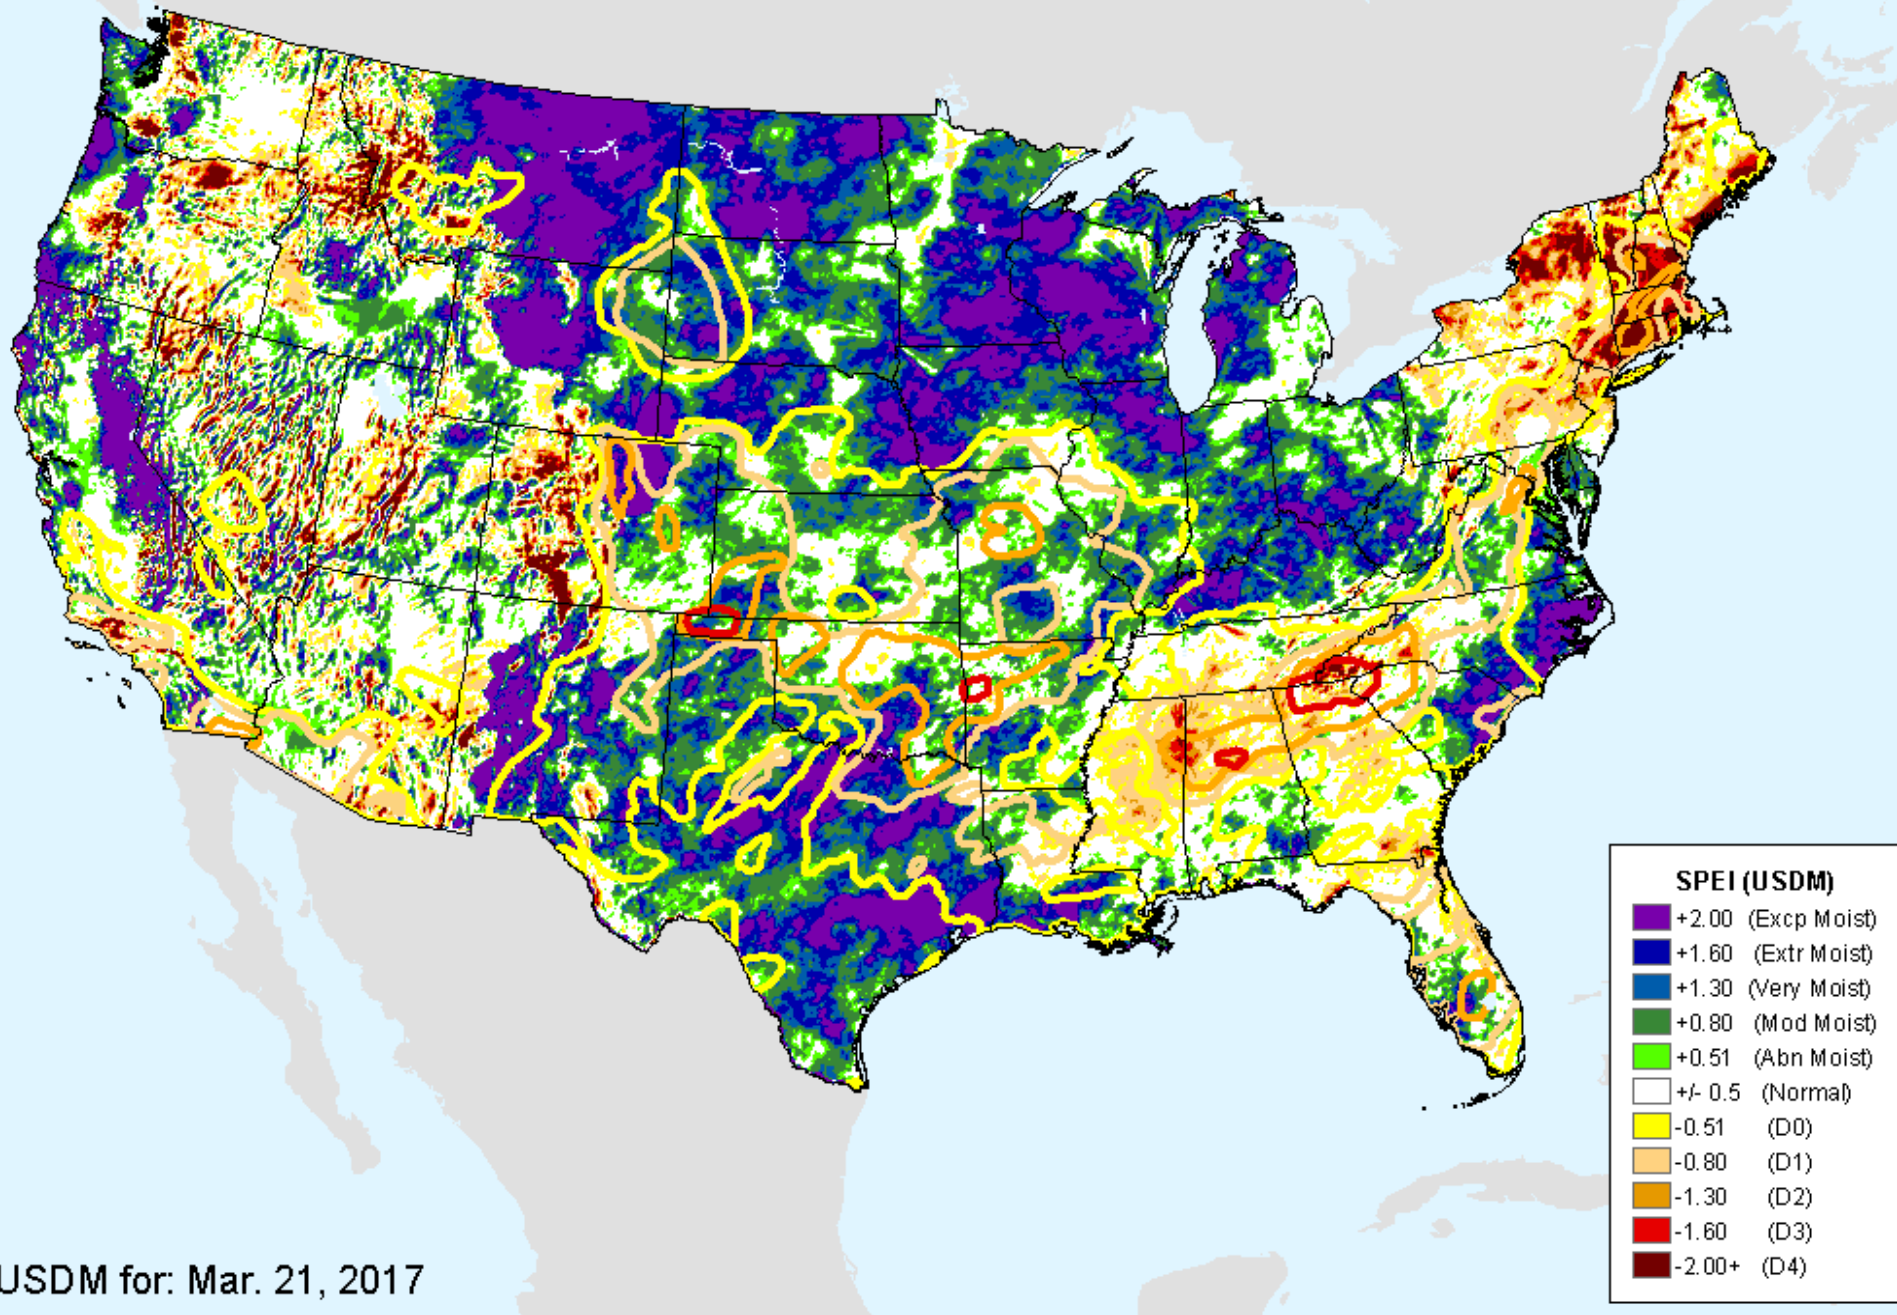 SPEI (USDM)
+2.00 (Excp Moist)
+1.60 (Extr Moist)
+1.30 (Very Moist)
+0.80 (Mod Moist)
+0.51 (Abn Moist)
+/- 0.5 (Normal)
-0.51 (D0)
-0.80 (D1)
-1.30 (D2)
-1.60 (D3)
-2.00+ (D4)
USDM for: Mar. 21, 2017